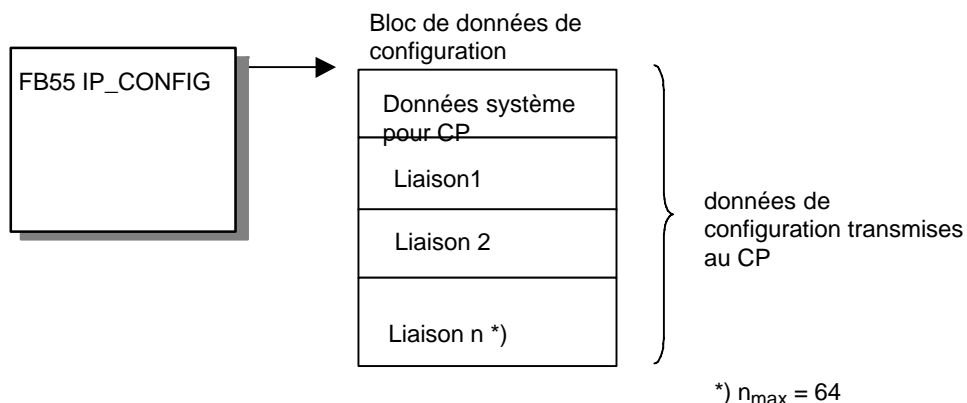 Bloc de données de
configuration
FB55 IP_CONFIG
Données système
pour CP
Liaison1
Liaison 2
Liaison n *)
données de
configuration transmises
au CP
*) nmax = 64